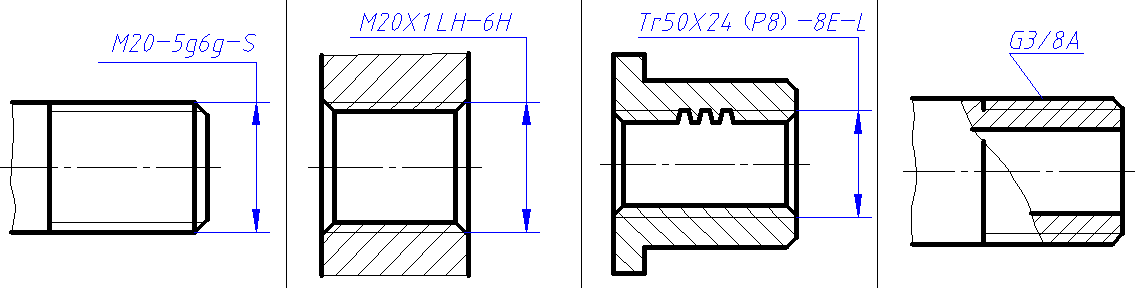 M20-5g6g-S
M20X1LH-6H
Tr50X24(P8)-8E-L
G3/8A